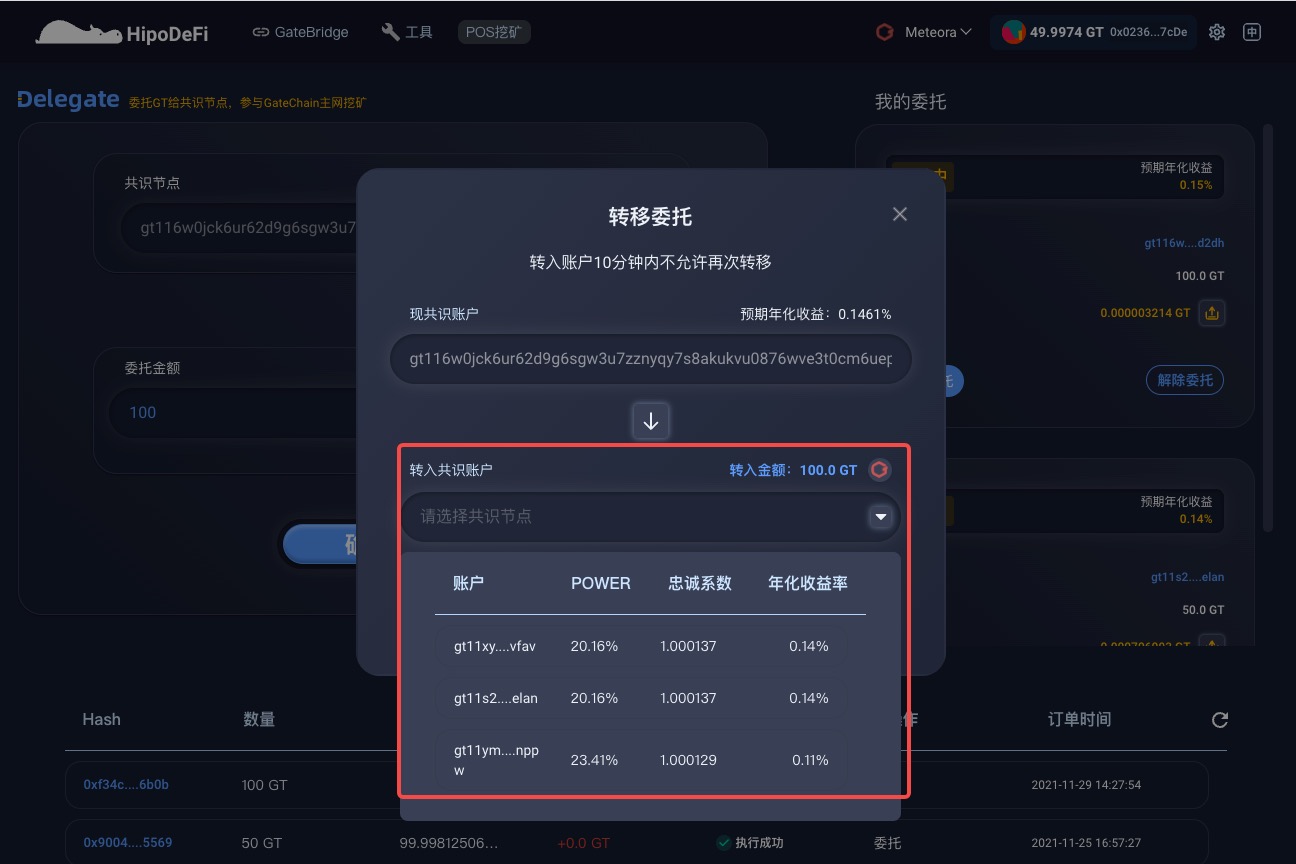 HipoDeFi GateBridge 工具 POS挖矿 Meteora 49.9974 GT 0x0236...7cDe 中
Delegate 委托GT给共识节点，参与GateChain主网挖矿
我的委托
共识节点
gt116w0jck6ur62d9g6sgw3u7
委托金额
100
转移委托
转入账户10分钟内不允许再次转移
现共识账户 预期年化收益：0.1461%
gt116w0jck6ur62d9g6sgw3u7zznyqy7s8akukvu0876wve3t0cm6uep
转入共识账户 转入金额：100.0 GT
请选择共识节点
账户 POWER 忠诚系数 年化收益率
gt11xy....vfav 20.16% 1.000137 0.14%
gt11s2....elan 20.16% 1.000137 0.14%
gt11ym....npp
w 23.41% 1.000129 0.11%
中 预期年化收益
0.15%
gt116w....d2dh
100.0 GT
0.000003214 GT
托 解除委托
预期年化收益
0.14%
gt11s2....elan
50.0 GT
Hash 数量 作 订单时间
0xf34c....6b0b 100 GT 2021-11-29 14:27:54
0x9004....5569 50 GT 99.99812506... +0.0 GT 执行成功 委托 2021-11-25 16:57:27